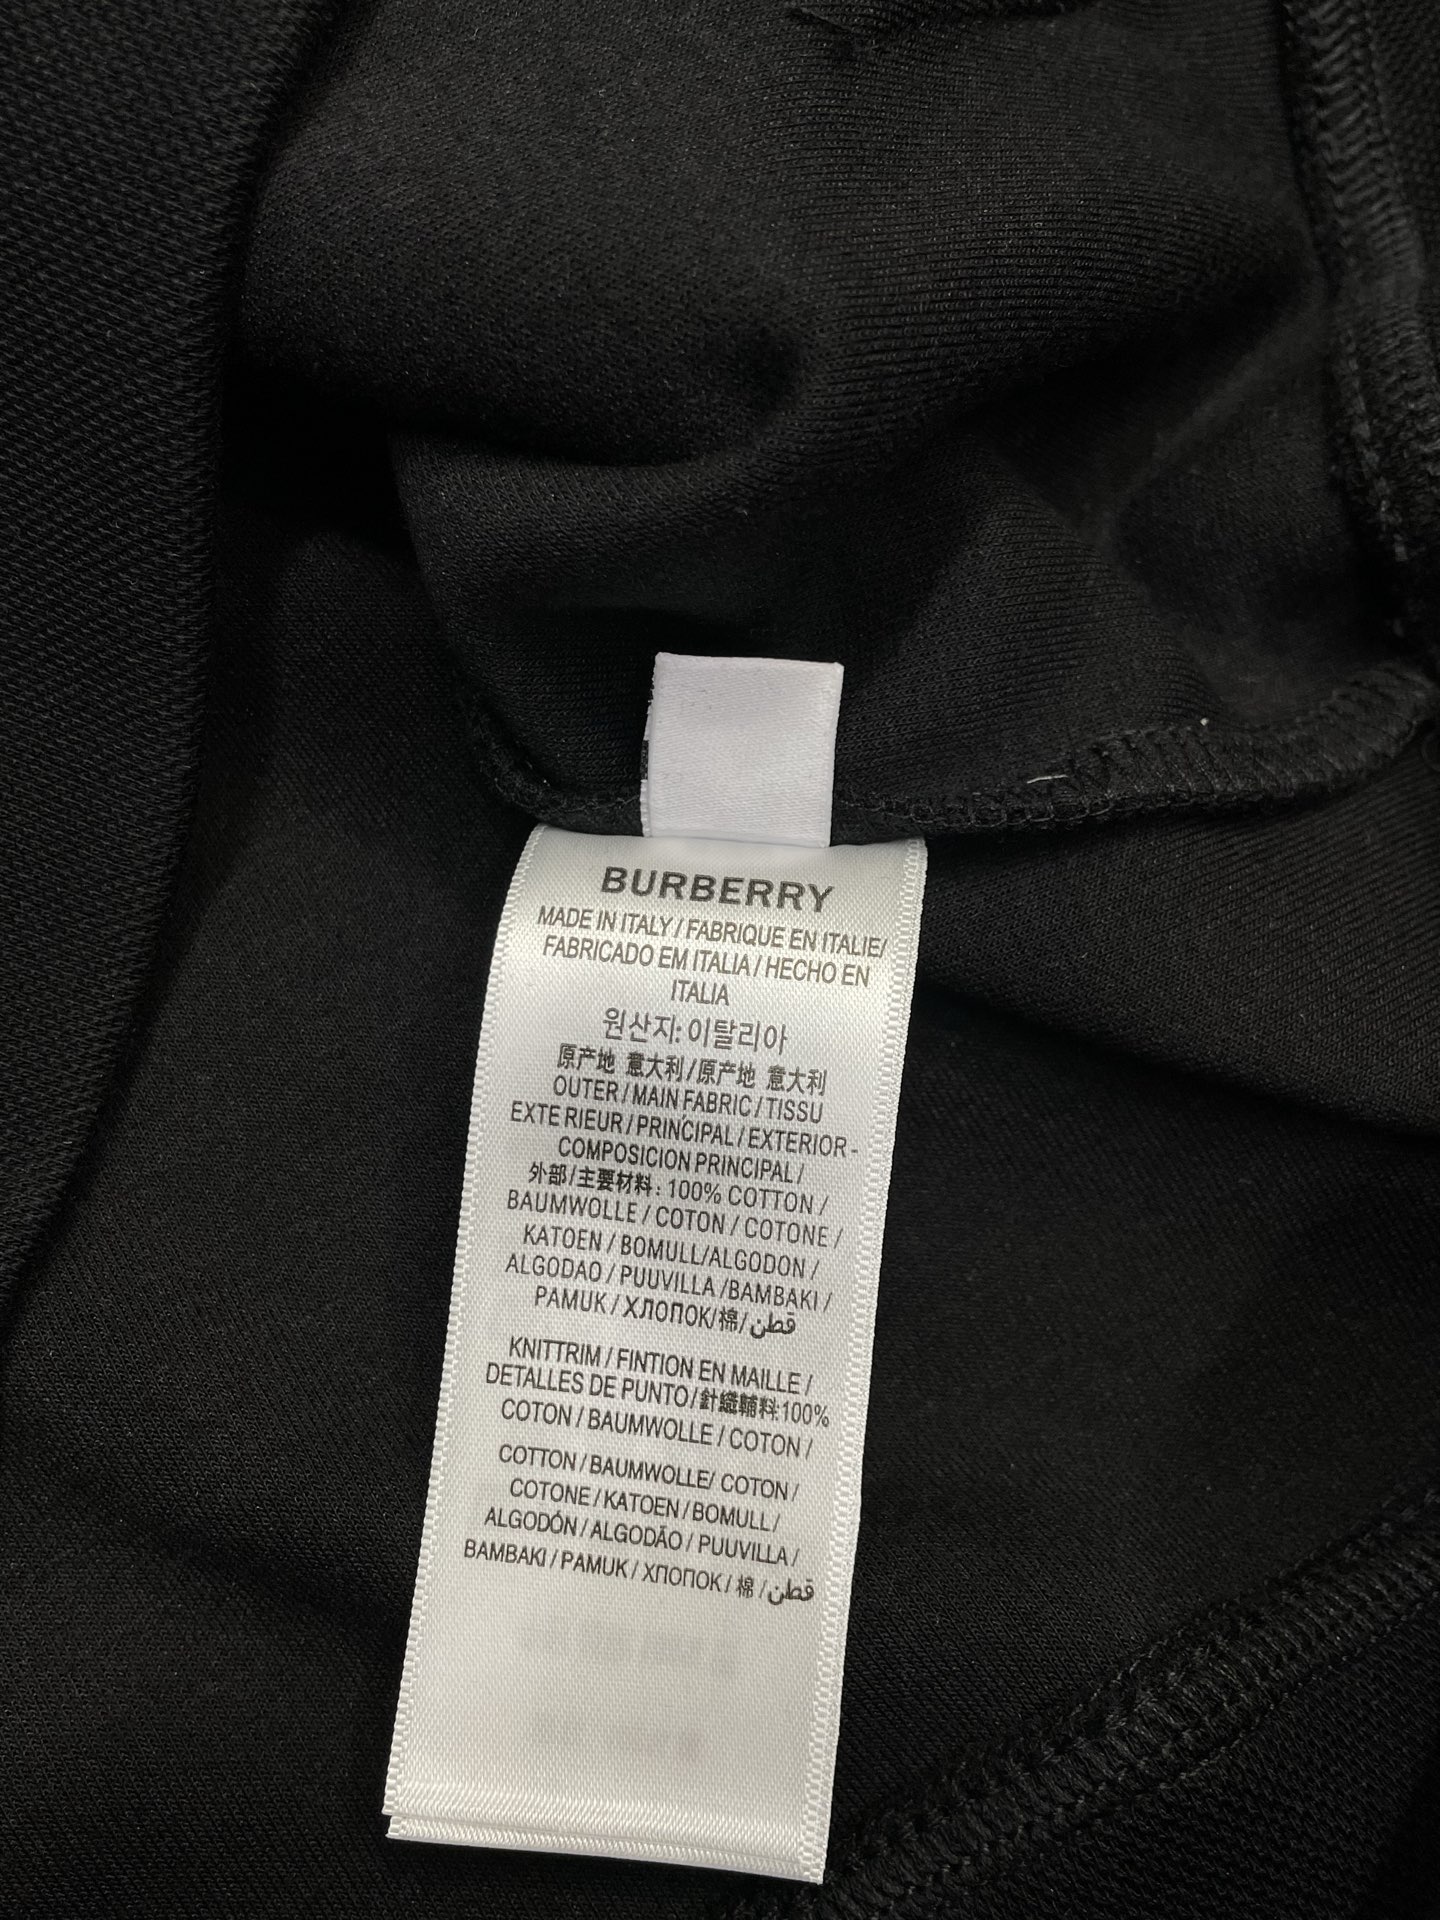 BURBERRY
MADE IN ITALY / FABRIQUE EN ITALIE/
FABRICADO EM ITALIA / HECHO EN
ITALIA
원산지: 이탈리아
原产地 意大利 / 原产地 意大利
OUTER / MAIN FABRIC / TISSU
EXTE RIEUR / PRINCIPAL / EXTERIOR -
COMPOSICION PRINCIPAL /
外部 / 主要材料 : 100% COTTON /
BAUMWOLLE / COTON / COTONE /
KATOEN / BOMULL/ALGODON /
ALGODAO / PUUVILLA /BAMBAKI /
PAMUK / ХЛОПОК/棉/ قطن
KNITTRIM / FINTION EN MAILLE /
DETALLES DE PUNTO/針織輔料:100%
COTON / BAUMWOLLE / COTON /
COTTON / BAUMWOLLE/ COTON /
COTONE / KATOEN / BOMULL /
ALGODÓN / ALGODÃO / PUUVILLA /
BAMBAKI / PAMUK / ХЛОПОК / 棉 / قطن